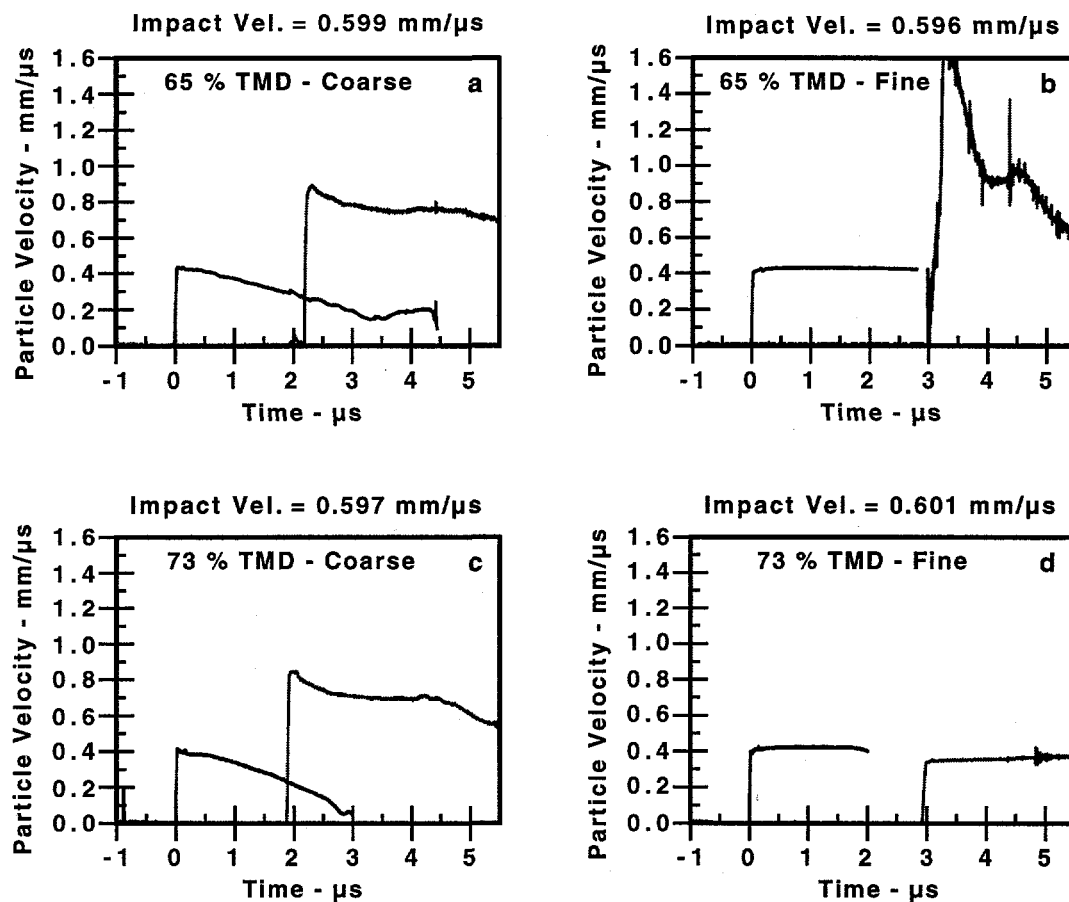 Impact Vel. = 0.599 mm/µs
1.6
1.4
1.2
1.0
0.8
0.6
0.4
0.2
0.0
Particle Velocity - mm/µs
65 % TMD - Coarse a
-1 0 1 2 3 4 5
Time - µs
Impact Vel. = 0.596 mm/µs
1.6
1.4
1.2
1.0
0.8
0.6
0.4
0.2
0.0
Particle Velocity - mm/µs
65 % TMD - Fine b
-1 0 1 2 3 4 5
Time - µs
Impact Vel. = 0.597 mm/µs
1.6
1.4
1.2
1.0
0.8
0.6
0.4
0.2
0.0
Particle Velocity - mm/µs
73 % TMD - Coarse c
-1 0 1 2 3 4 5
Time - µs
Impact Vel. = 0.601 mm/µs
1.6
1.4
1.2
1.0
0.8
0.6
0.4
0.2
0.0
Particle Velocity - mm/µs
73 % TMD - Fine d
-1 0 1 2 3 4 5
Time - µs